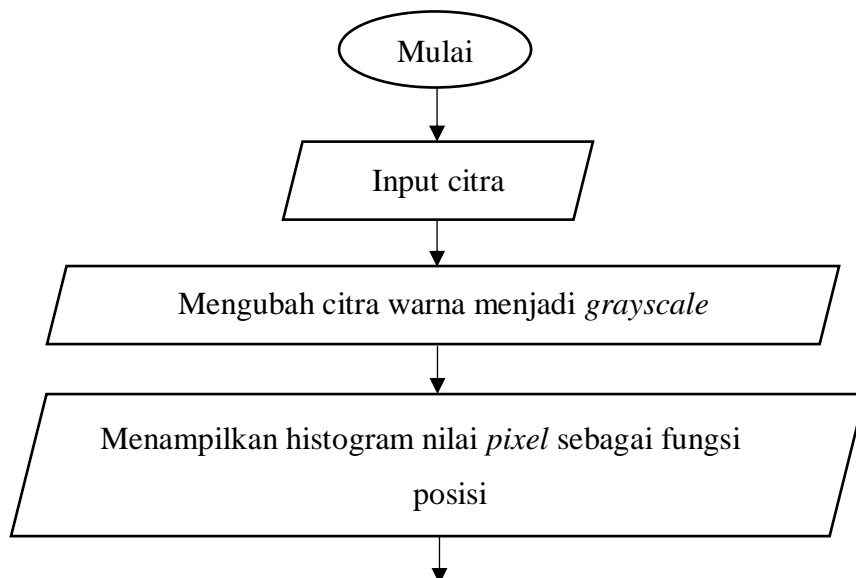 Mulai
Input citra
Mengubah citra warna menjadi grayscale
Menampilkan histogram nilai pixel sebagai fungsi
posisi